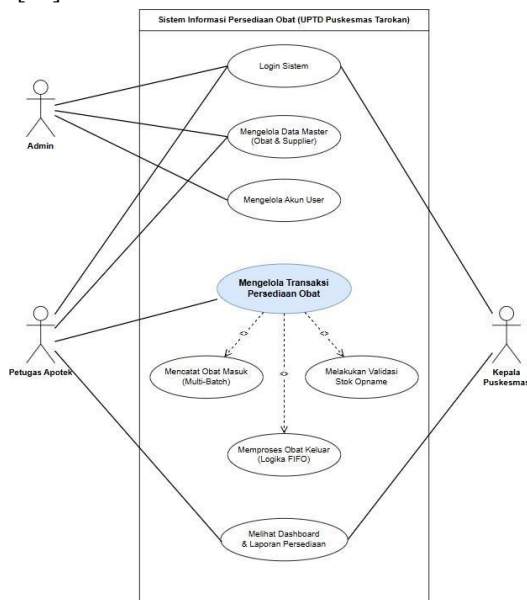 Sistem Informasi Persediaan Obat (UPTD Puskesmas Tarokan)
Login Sistem
Admin
Mengelola Data Master
(Obat & Supplier)
Mengelola Akun User
Mengelola Transaksi
Persediaan Obat
<>
<>
<>
Petugas Apotek
Mencatat Obat Masuk
(Multi-Batch)
Melakukan Validasi
Stok Opname
Kepala
Puskesmas
Memproses Obat Keluar
(Logika FIFO)
Melihat Dashboard
& Laporan Persediaan